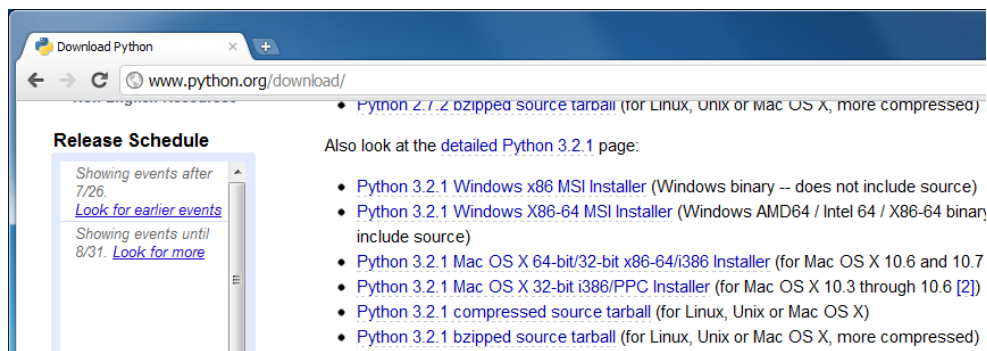 Download Python
www.python.org/download/
Python 2.7.2 bzipped source tarball (for Linux, Unix or Mac OS X, more compressed)
Release Schedule
Showing events after
7/26.
Look for earlier events
Showing events until
8/31. Look for more
Also look at the detailed Python 3.2.1 page:
Python 3.2.1 Windows x86 MSI Installer (Windows binary -- does not include source)
Python 3.2.1 Windows X86-64 MSI Installer (Windows AMD64 / Intel 64 / X86-64 binary
include source)
Python 3.2.1 Mac OS X 64-bit/32-bit x86-64/i386 Installer (for Mac OS X 10.6 and 10.7
Python 3.2.1 Mac OS X 32-bit i386/PPC Installer (for Mac OS X 10.3 through 10.6 [2])
Python 3.2.1 compressed source tarball (for Linux, Unix or Mac OS X)
Python 3.2.1 bzipped source tarball (for Linux, Unix or Mac OS X, more compressed)